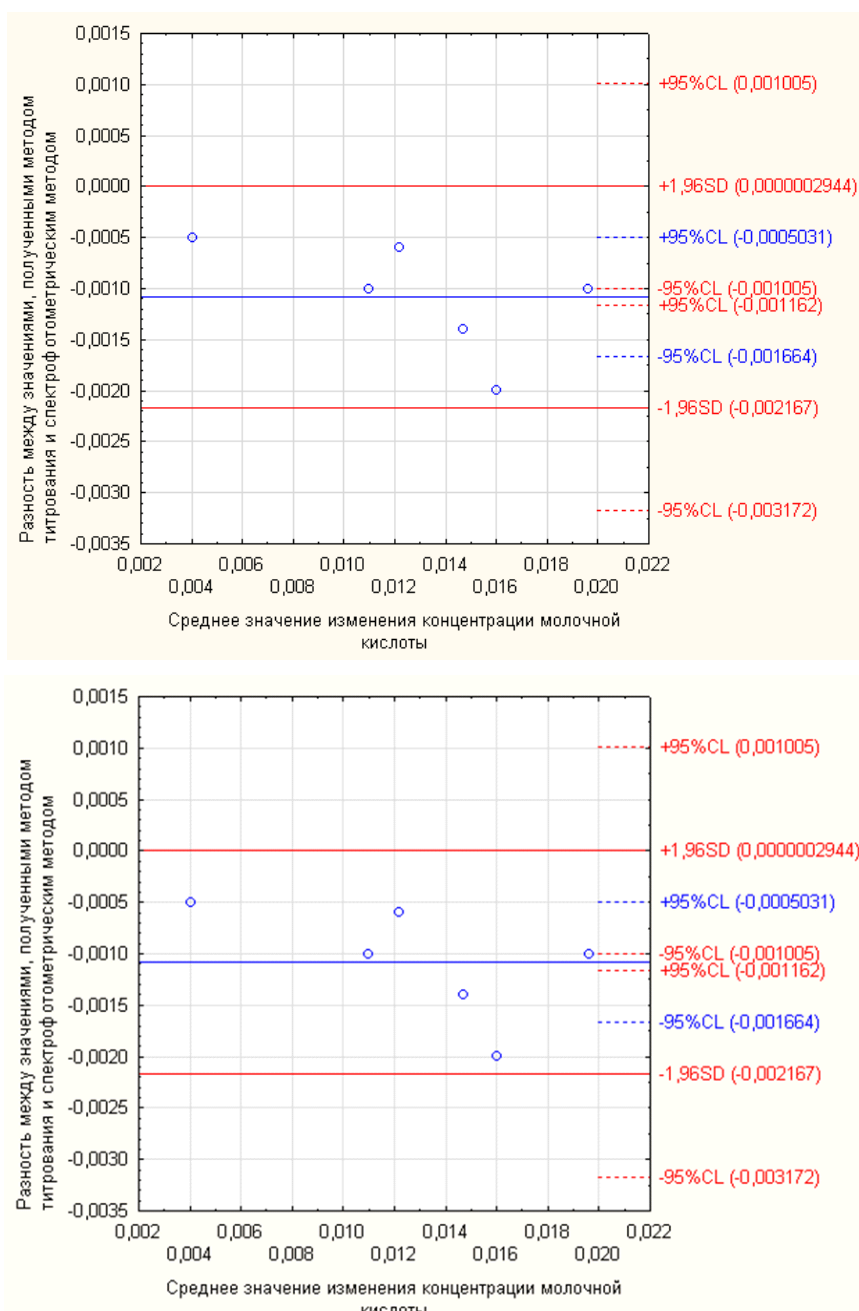 0,0015
0,0010
0,0005
0,0000
-0,0005
-0,0010
-0,0015
-0,0020
-0,0025
-0,0030
-0,0035
Разность между значениями, полученными методом
титрования и спектрофотометрическим методом
+95%CL (0,001005)
+1,96SD (0,0000002944)
+95%CL (-0,0005031)
-95%CL (-0,001005)
+95%CL (-0,001162)
-95%CL (-0,001664)
-1,96SD (-0,002167)
-95%CL (-0,003172)
0,002 0,006 0,010 0,014 0,018 0,022
0,004 0,008 0,012 0,016 0,020
Среднее значение изменения концентрации молочной
кислоты
0,0015
0,0010
0,0005
0,0000
-0,0005
-0,0010
-0,0015
-0,0020
-0,0025
-0,0030
-0,0035
Разность между значениями, полученными методом
титрования и спектрофотометрическим методом
+95%CL (0,001005)
+1,96SD (0,0000002944)
+95%CL (-0,0005031)
-95%CL (-0,001005)
+95%CL (-0,001162)
-95%CL (-0,001664)
-1,96SD (-0,002167)
-95%CL (-0,003172)
0,002 0,006 0,010 0,014 0,018 0,022
0,004 0,008 0,012 0,016 0,020
Среднее значение изменения концентрации молочной
кислоты